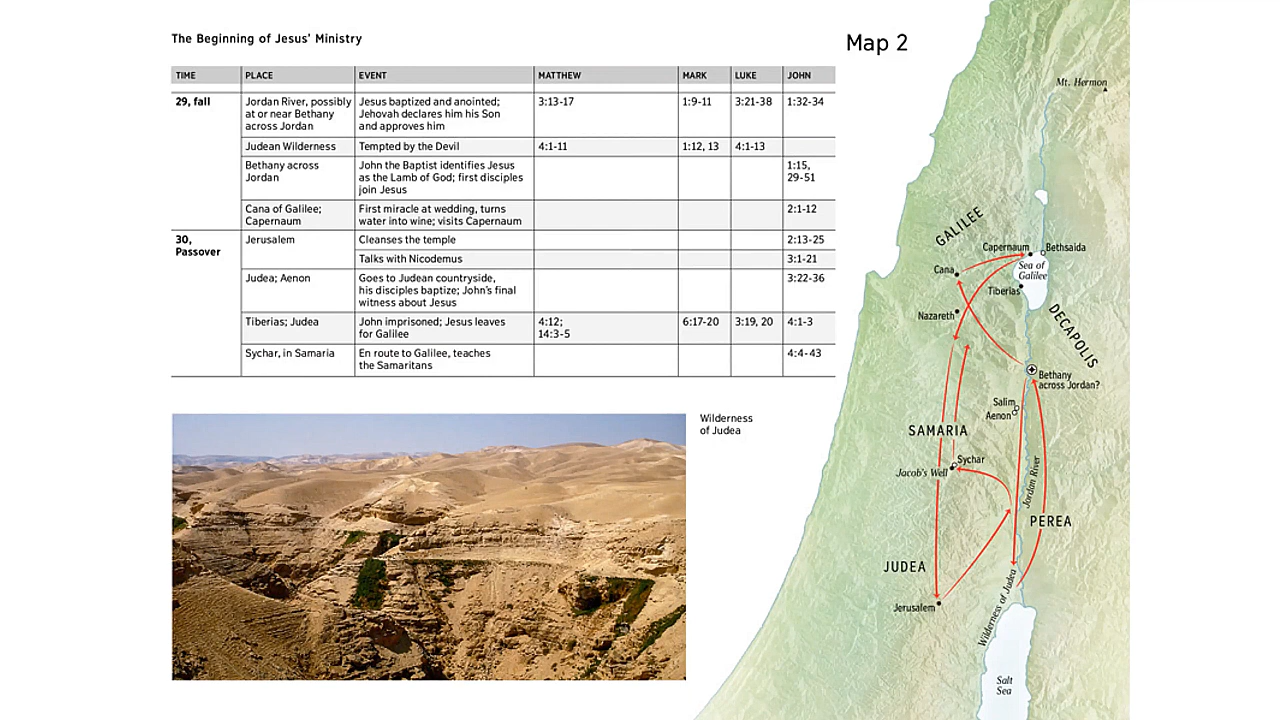 The Beginning of Jesus' Ministry
Map 2
TIME PLACE EVENT MATTHEW MARK LUKE JOHN
29, fall Jordan River, possibly Jesus baptized and anointed; 3:13-17 1:9-11 3:21-38 1:32-34
at or near Bethany Jehovah declares him his Son
across Jordan and approves him
Judean Wilderness Tempted by the Devil 4:1-11 1:12, 13 4:1-13
Bethany across John the Baptist identifies Jesus 1:15,
Jordan as the Lamb of God; first disciples 29-51
join Jesus
Cana of Galilee; First miracle at wedding, turns 2:1-12
Capernaum water into wine; visits Capernaum
30, Jerusalem Cleanses the temple 2:13-25
Passover
Talks with Nicodemus 3:1-21
Judea; Aenon Goes to Judean countryside, 3:22-36
his disciples baptize; John's final
witness about Jesus
Tiberias; Judea John imprisoned; Jesus leaves 4:12; 6:17-20 3:19, 20 4:1-3
for Galilee 14:3-5
Sychar, in Samaria En route to Galilee, teaches 4:4-43
the Samaritans
Wilderness
of Judea
Mt. Hermon
GALILEE
Capernaum
Bethsaida
Cana
Sea of
Galilee
Tiberias
Nazareth
DECAPOLIS
Bethany
across Jordan?
Salim
Aenon
SAMARIA
Sychar
Jacob's Well
Jordan River
PEREA
JUDEA
Jerusalem
Wilderness of Judea
Salt
Sea